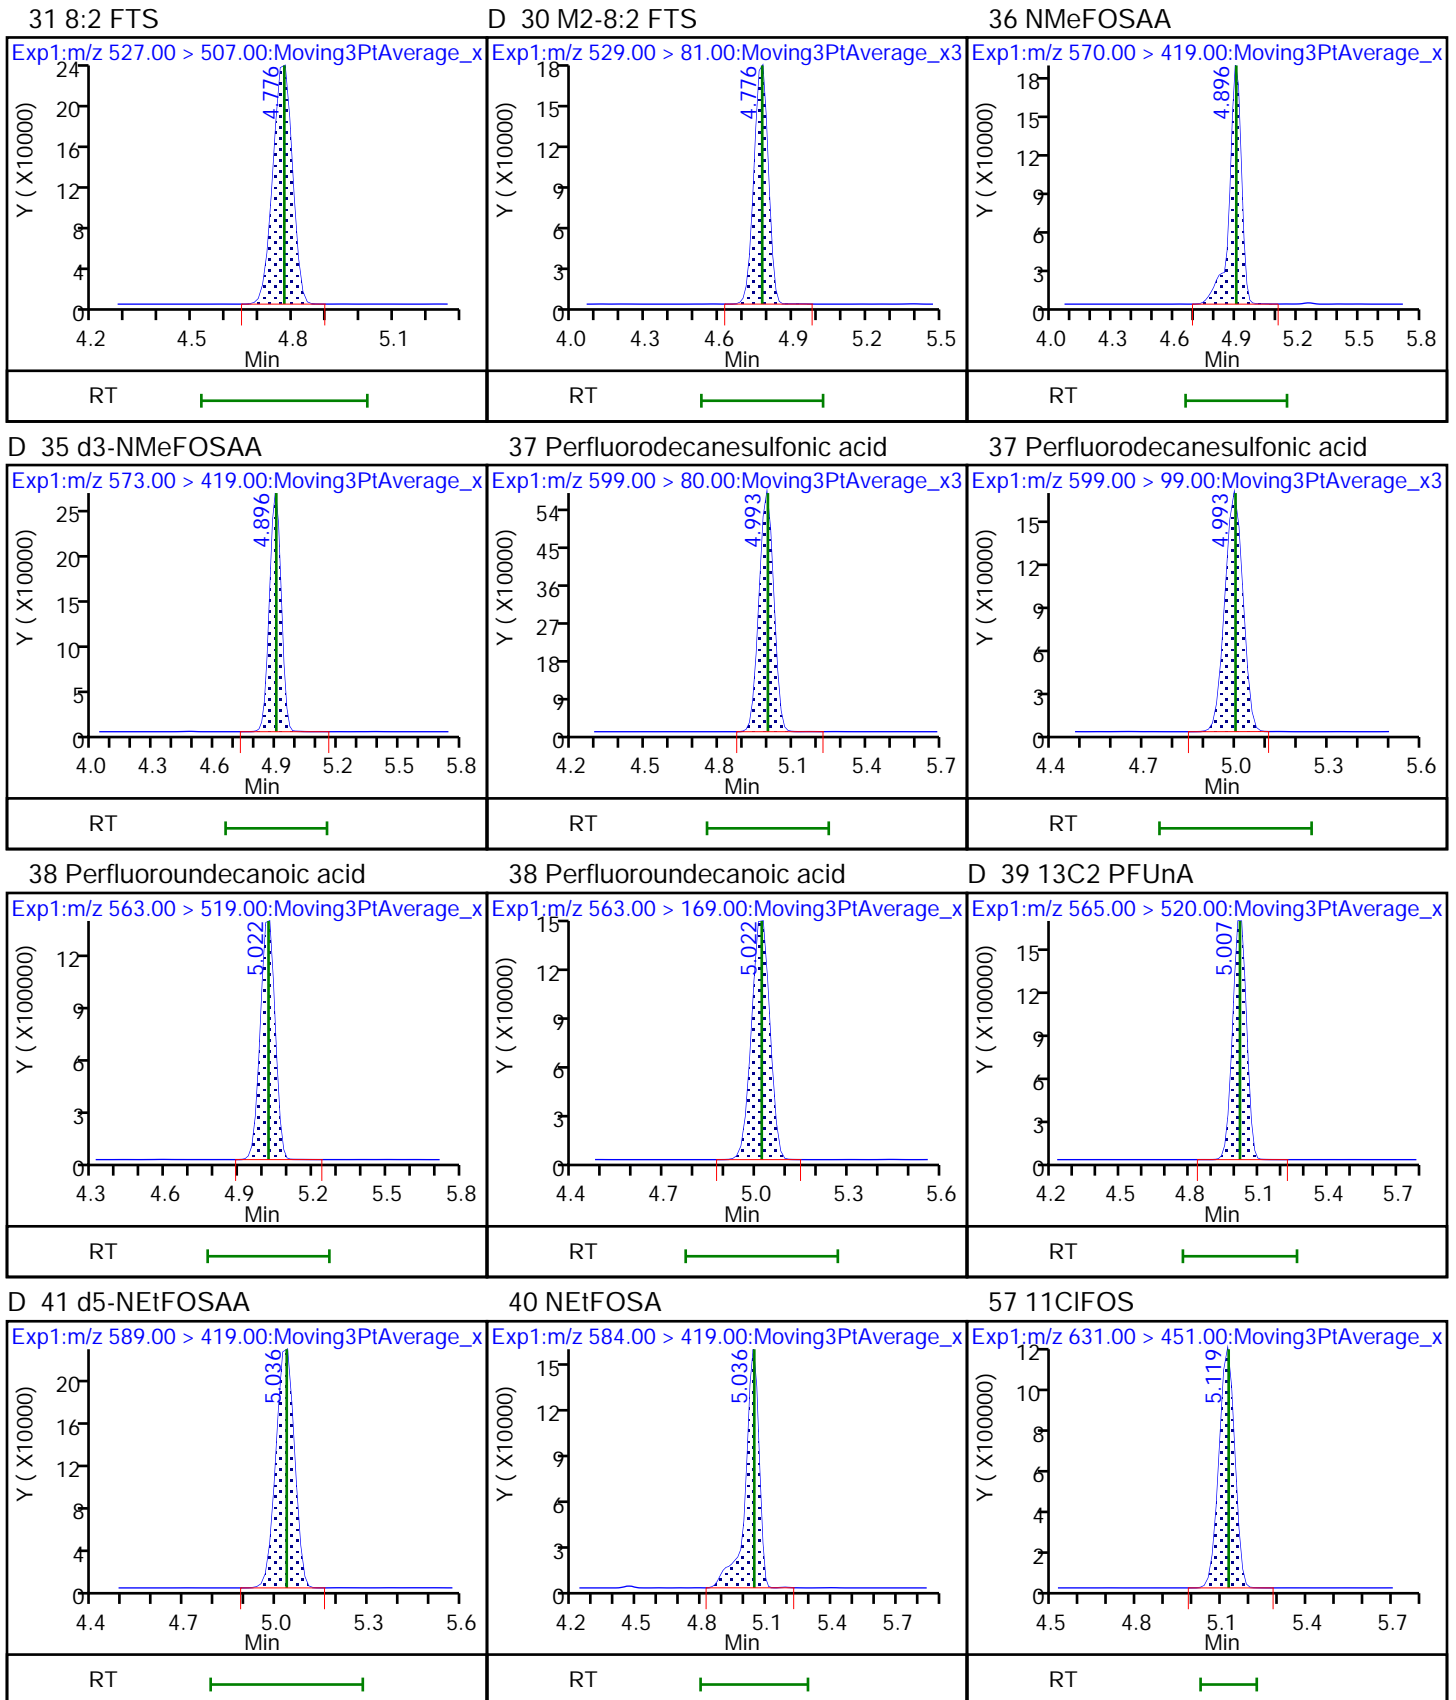 31 8:2 FTS
D 30 M2-8:2 FTS
36 NMeFOSAA
Exp1:m/z 527.00 > 507.00:Moving3PtAverage_x
Exp1:m/z 529.00 > 81.00:Moving3PtAverage_x3
Exp1:m/z 570.00 > 419.00:Moving3PtAverage_x
Y ( X10000)
24
20
16
12
8
4
0
4.776
4.2 4.5 4.8 5.1
Min
RT
Y ( X10000)
18
15
12
9
6
3
0
4.776
4.0 4.3 4.6 4.9 5.2 5.5
Min
RT
Y ( X10000)
18
15
12
9
6
3
0
4.896
4.0 4.3 4.6 4.9 5.2 5.5 5.8
Min
RT
D 35 d3-NMeFOSAA
37 Perfluorodecanesulfonic acid
37 Perfluorodecanesulfonic acid
Exp1:m/z 573.00 > 419.00:Moving3PtAverage_x
Exp1:m/z 599.00 > 80.00:Moving3PtAverage_x3
Exp1:m/z 599.00 > 99.00:Moving3PtAverage_x3
Y ( X10000)
25
20
15
10
5
0
4.896
4.0 4.3 4.6 4.9 5.2 5.5 5.8
Min
RT
Y ( X10000)
54
45
36
27
18
9
0
4.993
4.2 4.5 4.8 5.1 5.4 5.7
Min
RT
Y ( X10000)
15
12
9
6
3
0
4.993
4.4 4.7 5.0 5.3 5.6
Min
RT
38 Perfluoroundecanoic acid
38 Perfluoroundecanoic acid
D 39 13C2 PFUnA
Exp1:m/z 563.00 > 519.00:Moving3PtAverage_x
Exp1:m/z 563.00 > 169.00:Moving3PtAverage_x
Exp1:m/z 565.00 > 520.00:Moving3PtAverage_x
Y ( X100000)
12
9
6
3
0
5.022
4.3 4.6 4.9 5.2 5.5 5.8
Min
RT
Y ( X10000)
15
12
9
6
3
0
5.022
4.4 4.7 5.0 5.3 5.6
Min
RT
Y ( X100000)
15
12
9
6
3
0
5.007
4.2 4.5 4.8 5.1 5.4 5.7
Min
RT
D 41 d5-NEtFOSAA
40 NEtFOSA
57 11ClFOS
Exp1:m/z 589.00 > 419.00:Moving3PtAverage_x
Exp1:m/z 584.00 > 419.00:Moving3PtAverage_x
Exp1:m/z 631.00 > 451.00:Moving3PtAverage_x
Y ( X10000)
20
16
12
8
4
0
5.036
4.4 4.7 5.0 5.3 5.6
Min
RT
Y ( X10000)
15
12
9
6
3
0
5.036
4.2 4.5 4.8 5.1 5.4 5.7
Min
RT
Y ( X100000)
12
10
8
6
4
2
0
5.119
4.5 4.8 5.1 5.4 5.7
Min
RT